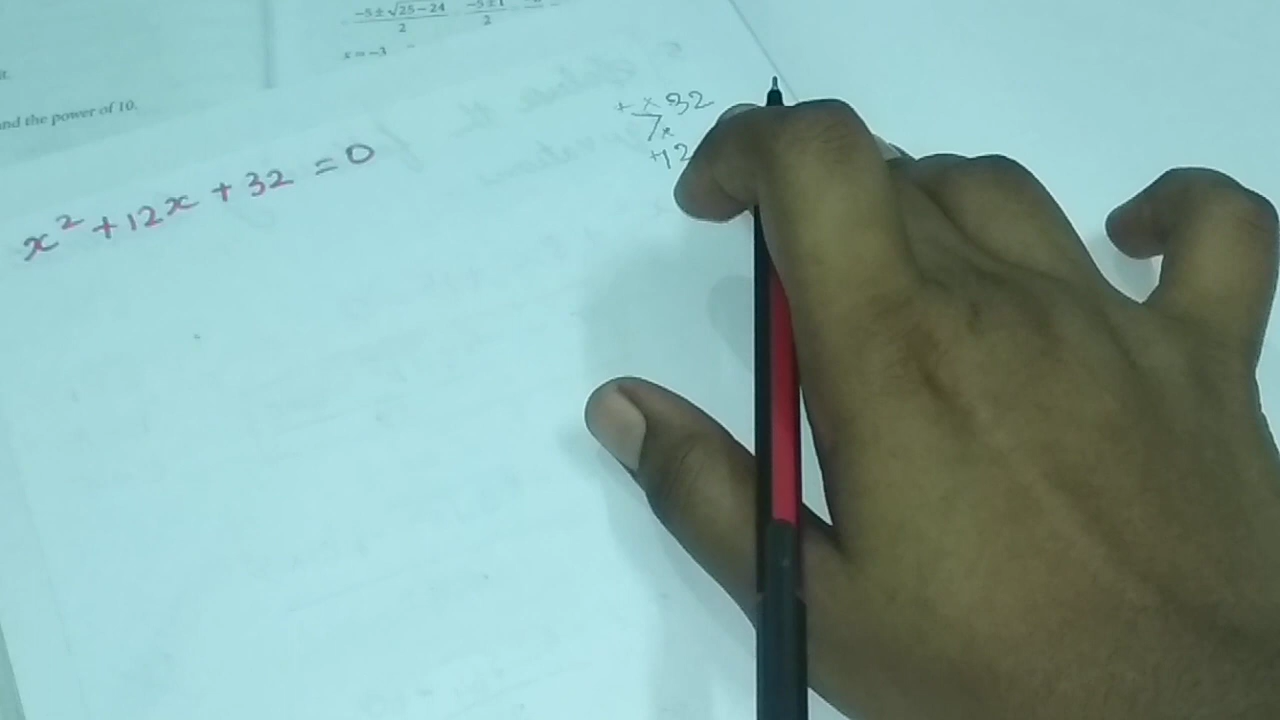 -5±√25-24
2
-5±1
2
x = -3
nd the power of 10.
x² + 12x + 32 = 0
+ × 32
7x
+12